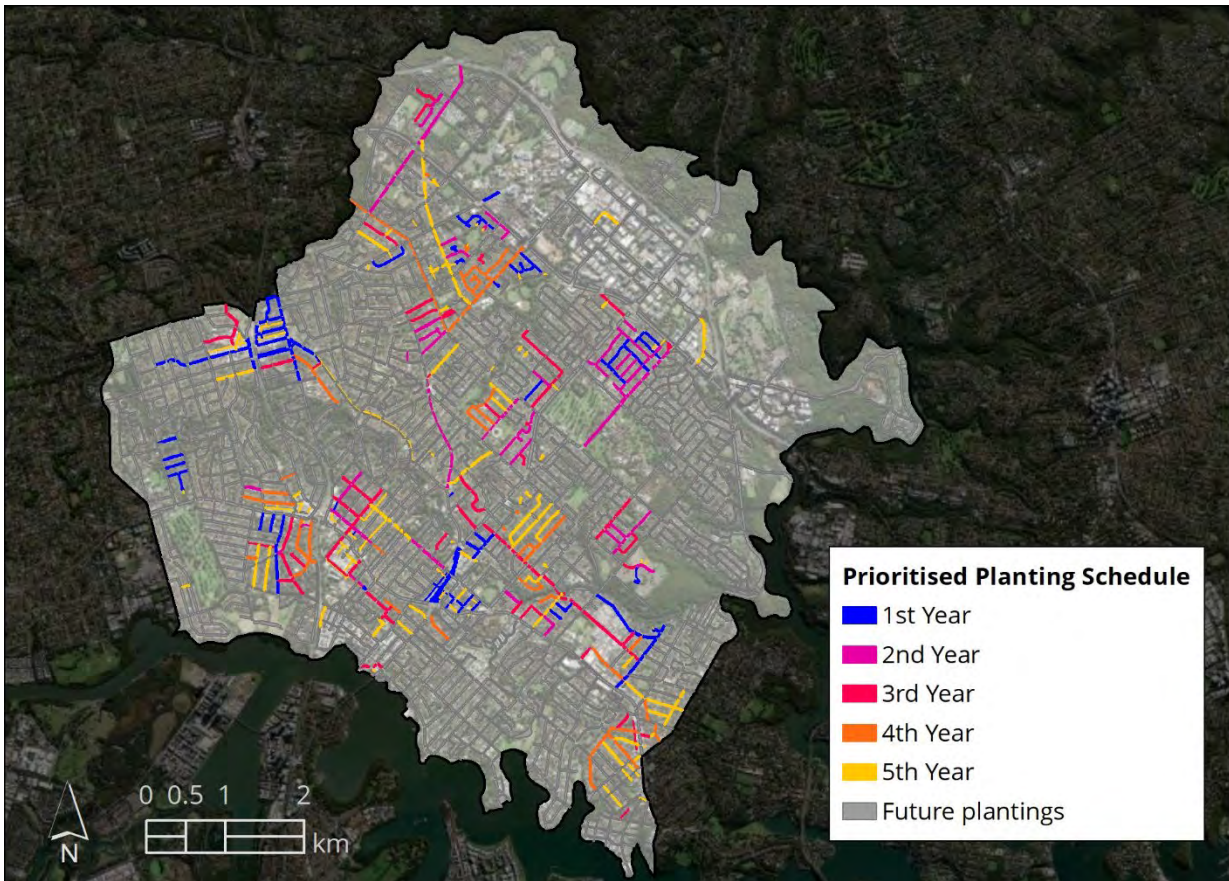 Prioritised Planting Schedule
1st Year
2nd Year
3rd Year
4th Year
5th Year
Future plantings
0 0.5 1 2
km
N